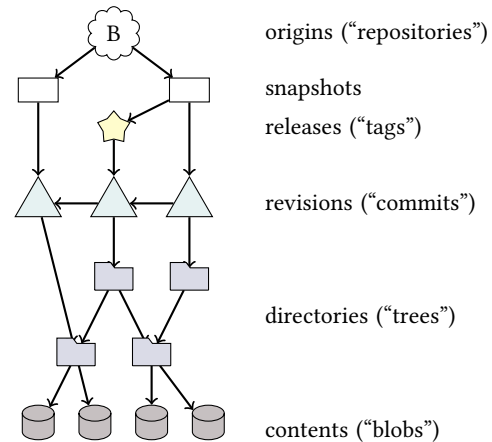 B
origins (“repositories”)
snapshots
releases (“tags”)
revisions (“commits”)
directories (“trees”)
contents (“blobs”)